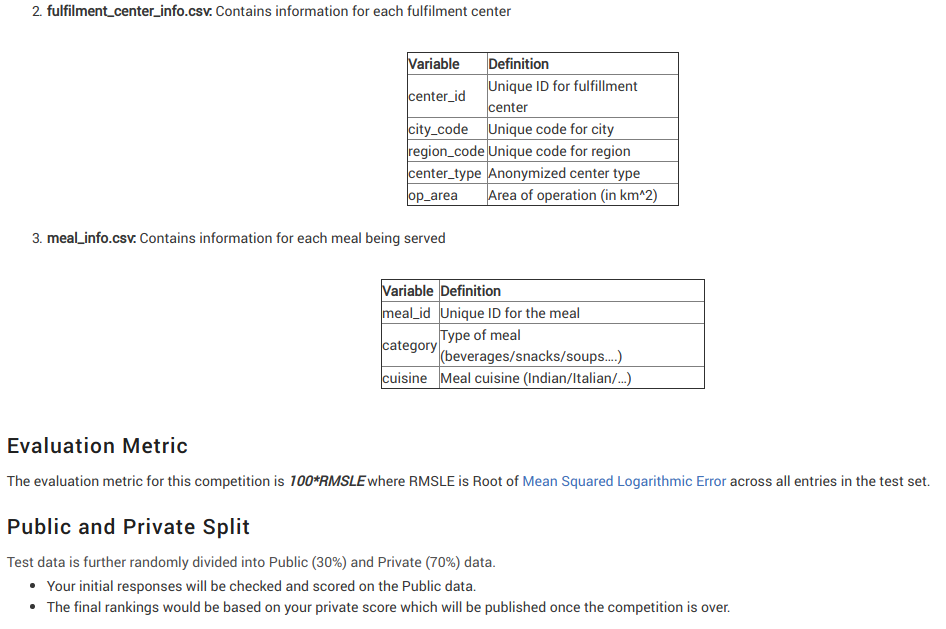 2. fulfilment_center_info.csv: Contains information for each fulfilment center
Variable Definition
center_id Unique ID for fulfillment center
city_code Unique code for city
region_code Unique code for region
center_type Anonymized center type
op_area Area of operation (in km^2)
3. meal_info.csv: Contains information for each meal being served
Variable Definition
meal_id Unique ID for the meal
category Type of meal (beverages/snacks/soups….)
cuisine Meal cuisine (Indian/Italian/…)
Evaluation Metric
The evaluation metric for this competition is 100*RMSLE where RMSLE is Root of Mean Squared Logarithmic Error across all entries in the test set.
Public and Private Split
Test data is further randomly divided into Public (30%) and Private (70%) data.
• Your initial responses will be checked and scored on the Public data.
• The final rankings would be based on your private score which will be published once the competition is over.